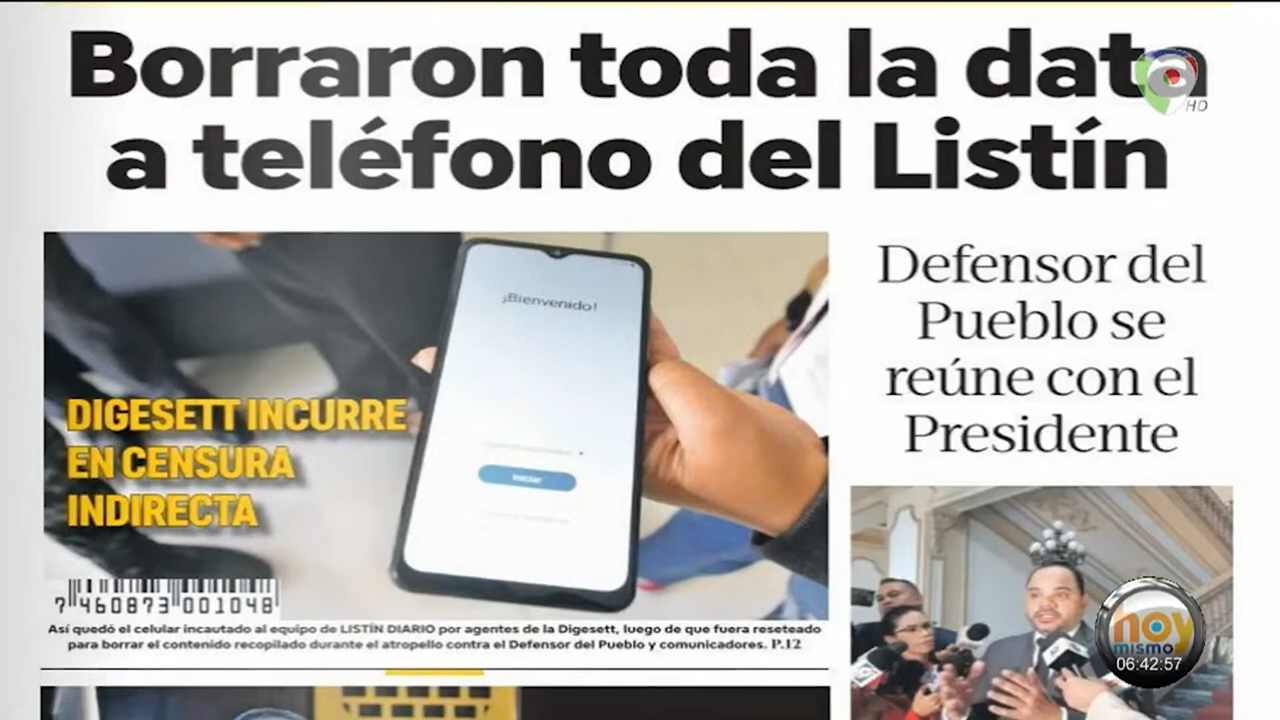 Borraron toda la data
a teléfono del Listín
HD
¡Bienvenido!
Iniciar
DIGESETT INCURRE
EN CENSURA
INDIRECTA
7 460873 001048
Así quedó el celular incautado al equipo de LISTÍN DIARIO por agentes de la Digesett, luego de que fuera reseteado
para borrar el contenido recopilado durante el atropello contra el Defensor del Pueblo y comunicadores. P.12
Defensor del
Pueblo se
reúne con el
Presidente
hoy
mismo
06:42:57